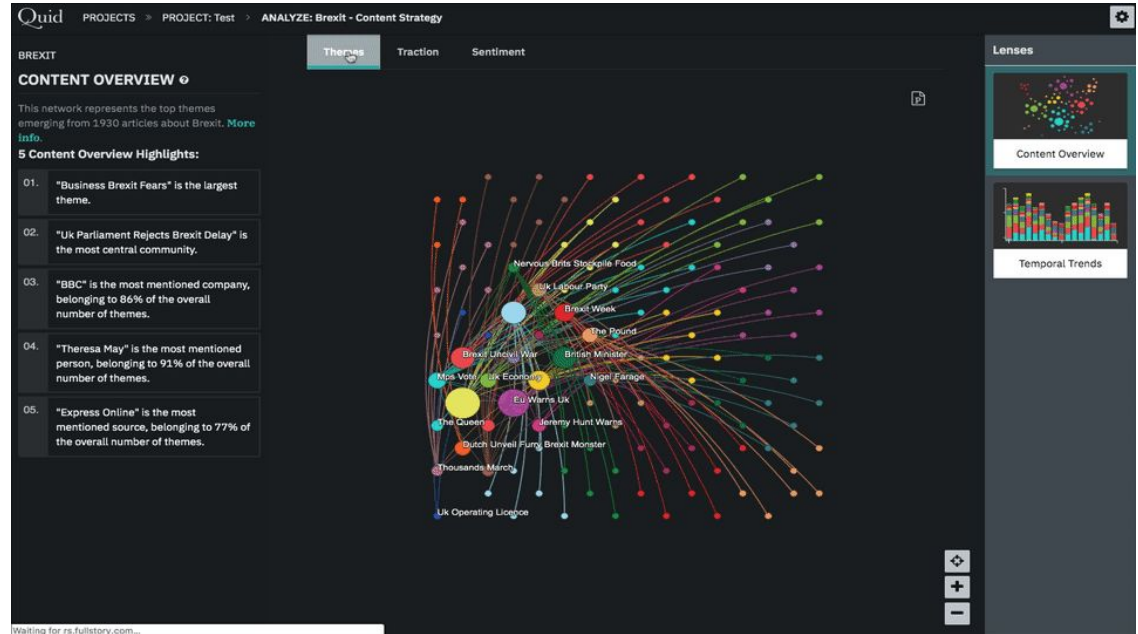 Quid PROJECTS » PROJECT: Test > ANALYZE: Brexit - Content Strategy
BREXIT
CONTENT OVERVIEW
This network represents the top themes
emerging from 1930 articles about Brexit. More
info.
5 Content Overview Highlights:
01. "Business Brexit Fears" is the largest
theme.
02. "Uk Parliament Rejects Brexit Delay" is
the most central community.
03. "BBC" is the most mentioned company,
belonging to 86% of the overall
number of themes.
04. "Theresa May" is the most mentioned
person, belonging to 91% of the overall
number of themes.
05. "Express Online" is the most
mentioned source, belonging to 77% of
the overall number of themes.
Themes Traction Sentiment
P
Nervous Brits Stockpile Food
Uk Labour Party
Brexit Week
The Pound
Brexit Uncivil War British Minister
Mps Vote Uk Economy Nigel Farage
Eu Warns Uk
The Queen Jeremy Hunt Warns
Dutch Unveil Furry Brexit Monster
Thousands March
Uk Operating Licence
Lenses
Content Overview
Temporal Trends
Waiting for rs.fullstory.com...